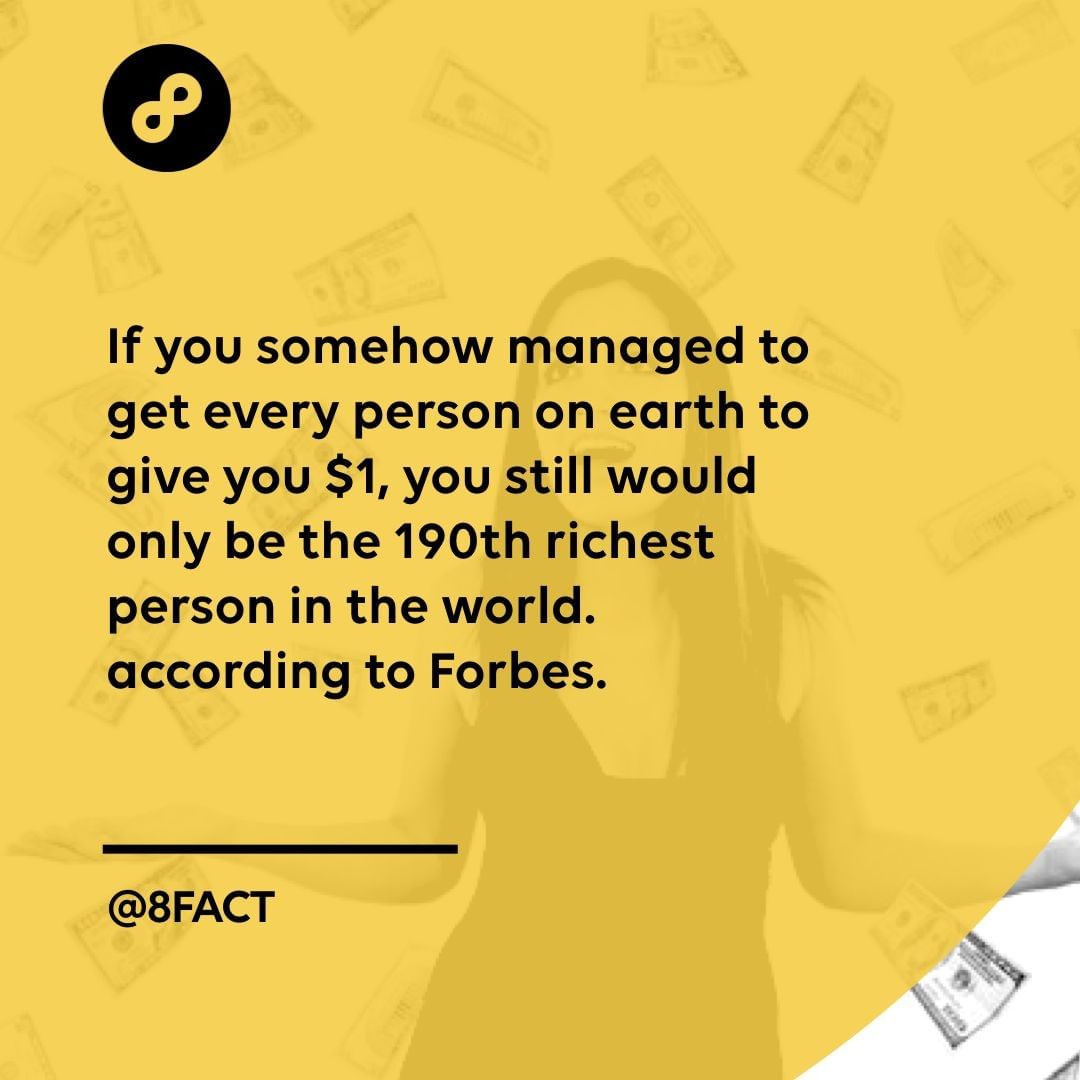 If you somehow managed to
get every person on earth to
give you $1, you still would
only be the 190th richest
person in the world.
according to Forbes.
@8FACT